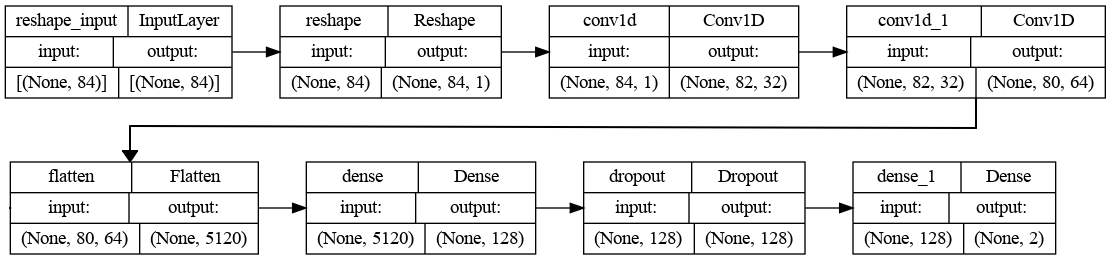 reshape_input InputLayer reshape Reshape conv1d Conv1D conv1d_1 Conv1D
input: output: input: output: input: output: input: output:
[(None, 84)] [(None, 84)] (None, 84) (None, 84, 1) (None, 84, 1) (None, 82, 32) (None, 82, 32) (None, 80, 64)
flatten Flatten dense Dense dropout Dropout dense_1 Dense
input: output: input: output: input: output: input: output:
(None, 80, 64) (None, 5120) (None, 5120) (None, 128) (None, 128) (None, 128) (None, 128) (None, 2)